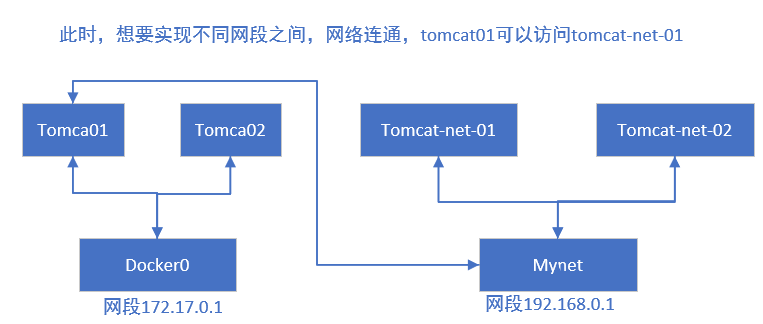 此时，想要实现不同网段之间，网络连通，tomcat01可以访问tomcat-net-01
Tomca01
Tomca02
Tomcat-net-01
Tomcat-net-02
Docker0
Mynet
网段172.17.0.1
网段192.168.0.1